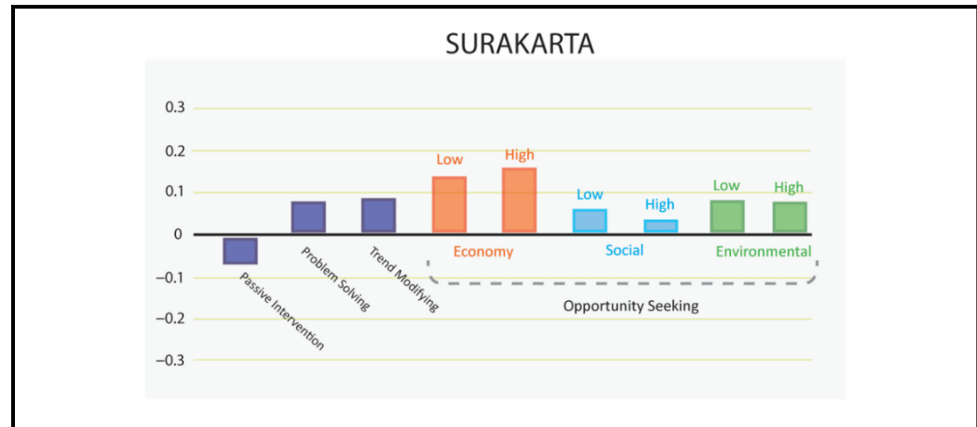 SURAKARTA
0.3
0.2
0.1
0
−0.1
−0.2
−0.3
Low
High
Low
High
Low
High
Economy
Social
Environmental
Passive Intervention
Problem Solving
Trend Modifying
Opportunity Seeking